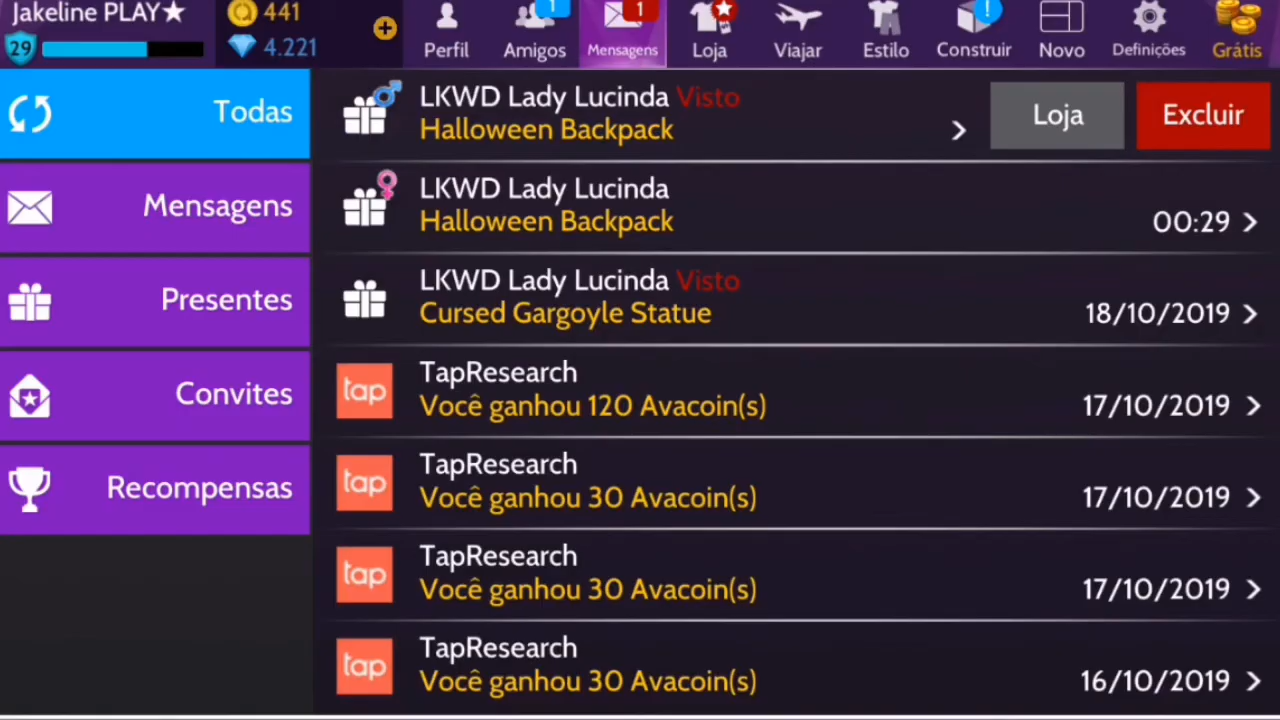 Jakeline PLAY★
441
29
4.221
1
1
Perfil
Amigos
Mensagens
Loja
Viajar
Estilo
Construir
Novo
Definições
Grátis
Todas
Mensagens
Presentes
Convites
Recompensas
LKWD Lady Lucinda Visto
Halloween Backpack
Loja
Excluir
LKWD Lady Lucinda
Halloween Backpack
00:29
LKWD Lady Lucinda Visto
Cursed Gargoyle Statue
18/10/2019
tap
TapResearch
Você ganhou 120 Avacoin(s)
17/10/2019
tap
TapResearch
Você ganhou 30 Avacoin(s)
17/10/2019
tap
TapResearch
Você ganhou 30 Avacoin(s)
17/10/2019
tap
TapResearch
Você ganhou 30 Avacoin(s)
16/10/2019